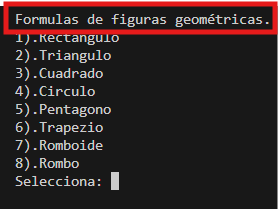 Formulas de figuras geométricas.
1).Rectangulo
2).Triangulo
3).Cuadrado
4).Circulo
5).Pentagono
6).Trapezio
7).Romboide
8).Rombo
Selecciona: